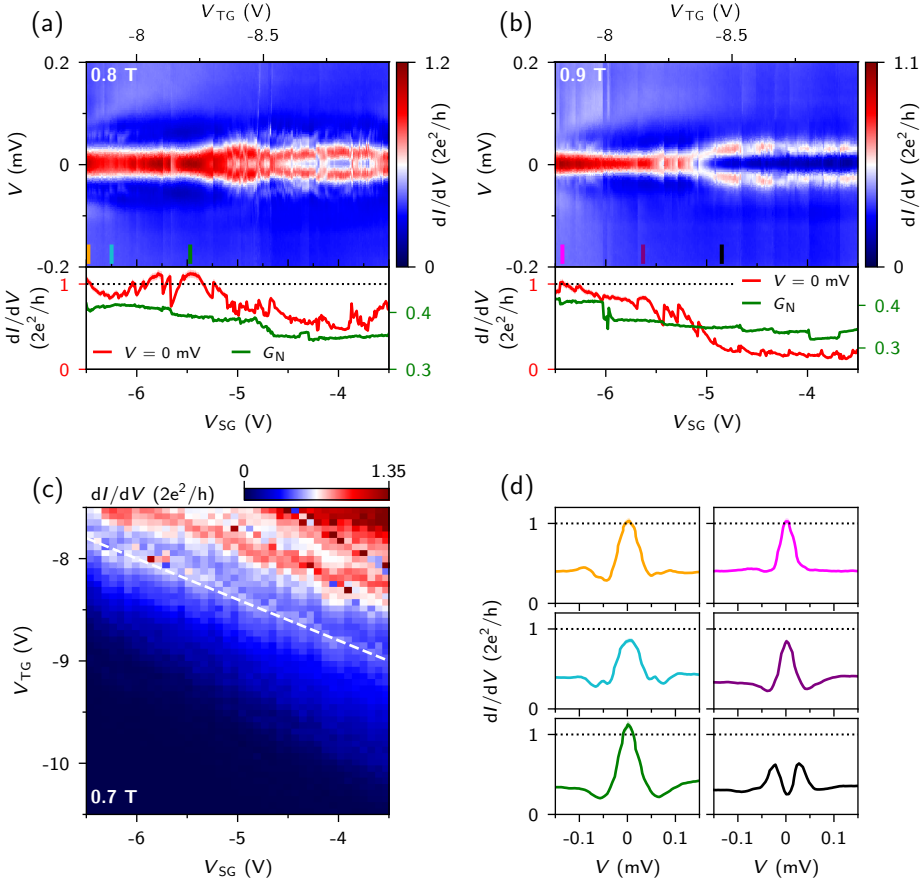 (a)
V_TG (V)
-8
-8.5
0.2
0
-0.2
V (mV)
0.8 T
1.2
0
dI/dV (2e²/h)
1
0
dI/dV
(2e²/h)
V = 0 mV
G_N
0.4
0.3
-6
-5
-4
V_SG (V)
(b)
V_TG (V)
-8
-8.5
0.2
0
-0.2
V (mV)
0.9 T
1.1
0
dI/dV (2e²/h)
1
0
dI/dV
(2e²/h)
V = 0 mV
G_N
0.4
0.3
-6
-5
-4
V_SG (V)
(c)
dI/dV (2e²/h)
0
1.35
-8
-9
-10
V_TG (V)
0.7 T
-6
-5
-4
V_SG (V)
(d)
1
0
1
0
1
0
dI/dV (2e²/h)
-0.1
0
0.1
V (mV)
-0.1
0
0.1
V (mV)